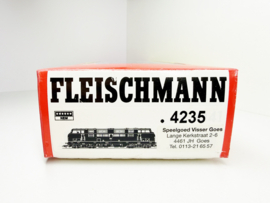 FLEISCHMANN
. 4235
Speelgoed Visser Goes
Lange Kerkstraat 2-6
4461 JH Goes
Tel. 0113-21 60 57